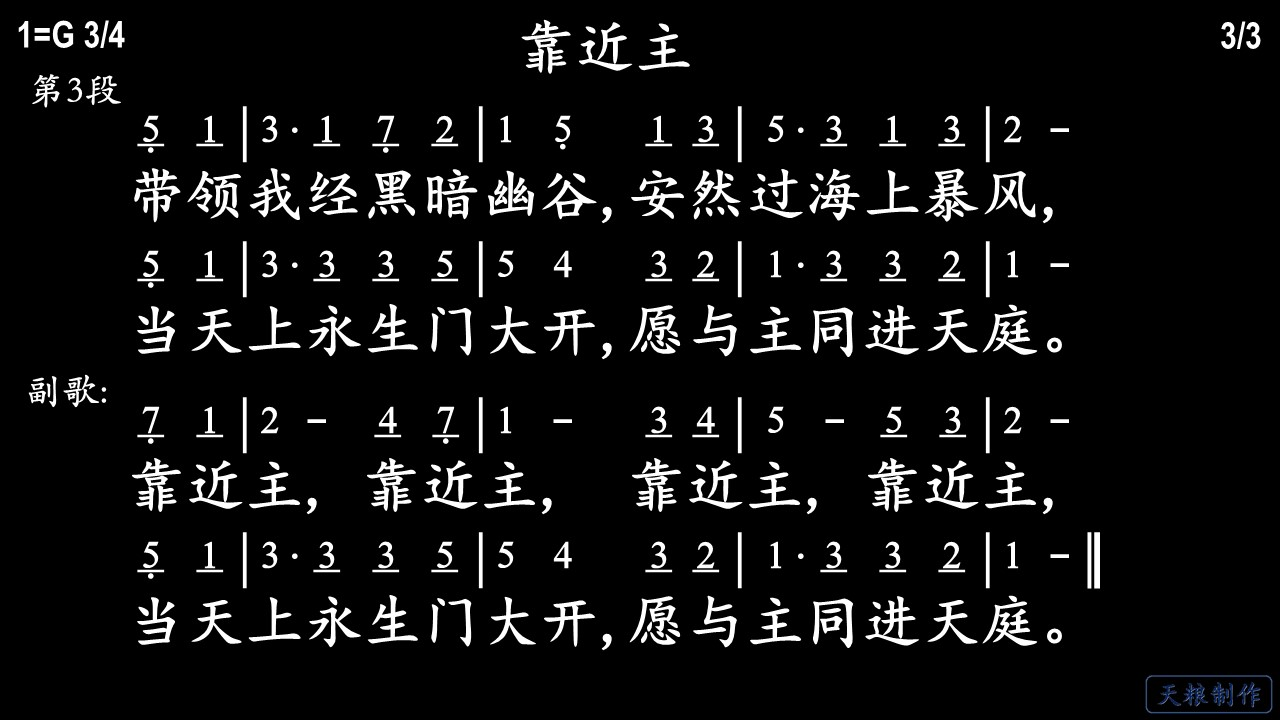 1=G 3/4
靠近主
3/3
第3段
5 1 | 3· 1 7 2 | 1 5 1 3 | 5· 3 1 3 | 2 –
带领我经黑暗幽谷,安然过海上暴风,
5 1 | 3· 3 3 5 | 5 4 3 2 | 1· 3 3 2 | 1 –
当天上永生门大开,愿与主同进天庭。
副歌:
7 1 | 2 – 4 7 | 1 – 3 4 | 5 – 5 3 | 2 –
靠近主, 靠近主, 靠近主, 靠近主,
5 1 | 3· 3 3 5 | 5 4 3 2 | 1· 3 3 2 | 1 – ‖
当天上永生门大开,愿与主同进天庭。
天粮制作